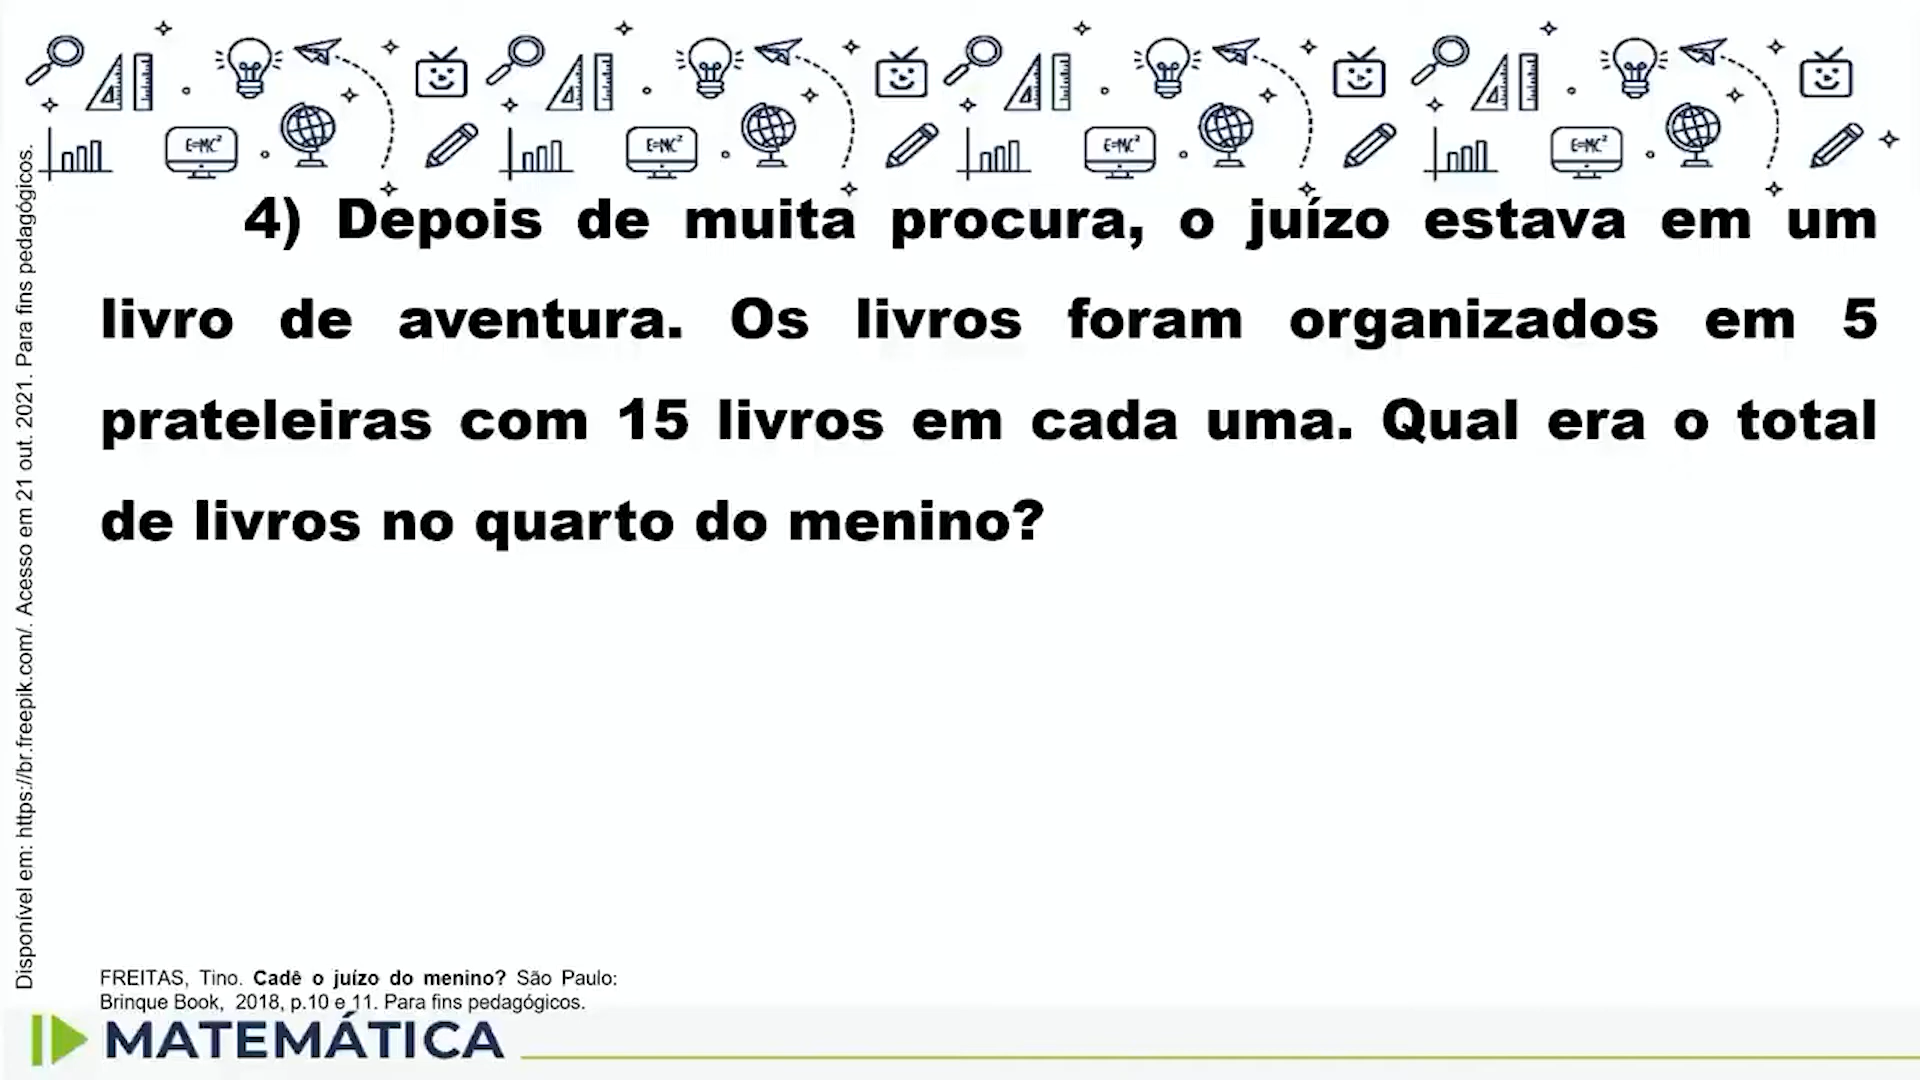 4) Depois de muita procura, o juízo estava em um
livro de aventura. Os livros foram organizados em 5
prateleiras com 15 livros em cada uma. Qual era o total
de livros no quarto do menino?
Disponível em: https://br.freepik.com/. Acesso em 21 out. 2021. Para fins pedagógicos.
E=MC²
E=MC²
E=MC²
E=MC²
FREITAS, Tino. Cadê o juízo do menino? São Paulo:
Brinque Book, 2018, p.10 e 11. Para fins pedagógicos.
MATEMÁTICA